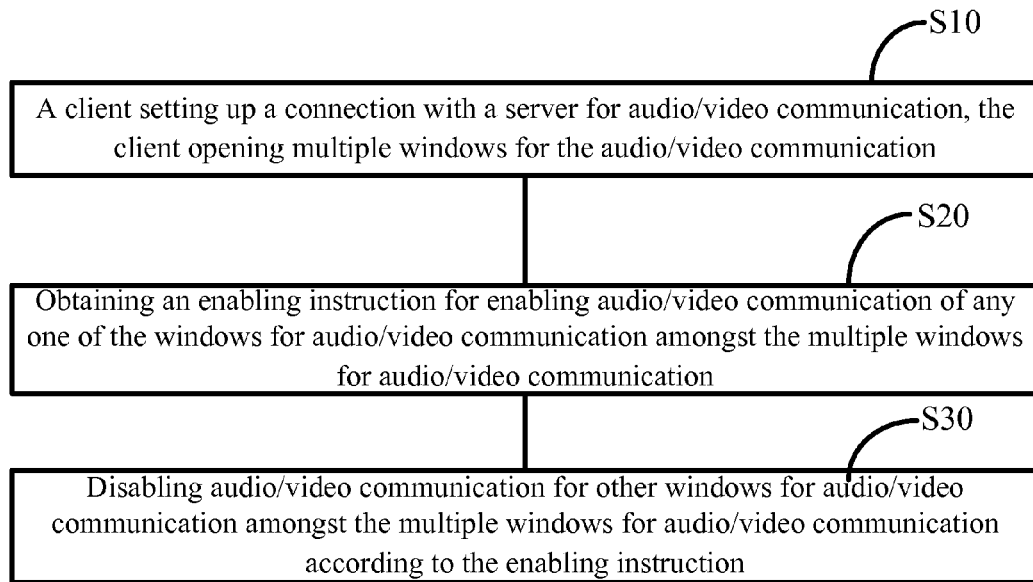 S10
A client setting up a connection with a server for audio/video communication, the
client opening multiple windows for the audio/video communication
S20
Obtaining an enabling instruction for enabling audio/video communication of any
one of the windows for audio/video communication amongst the multiple windows
for audio/video communication
S30
Disabling audio/video communication for other windows for audio/video
communication amongst the multiple windows for audio/video communication
according to the enabling instruction